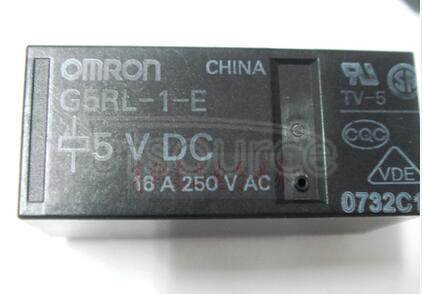 OMRON
CHINA
G5RL-1-E
5 V DC
16 A 250 V AC
TV-5
CQC
VDE
0732C1